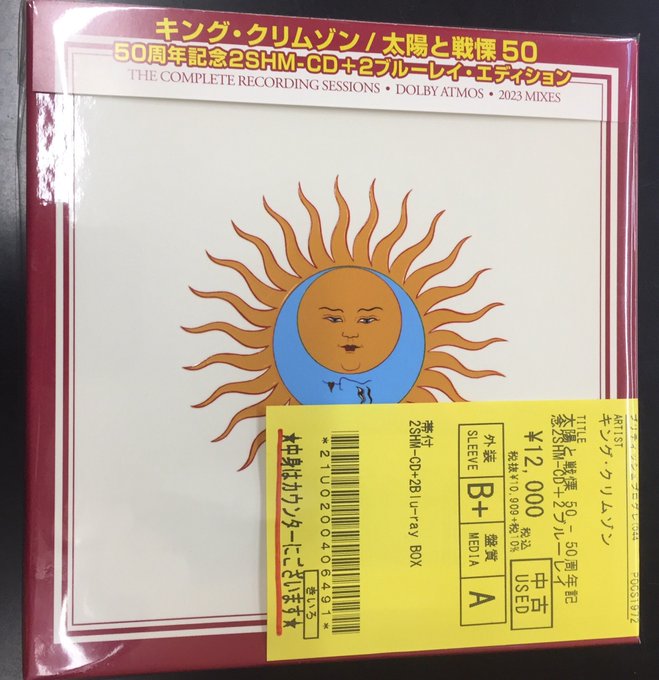 キング・クリムゾン/太陽と戦慄 50
50周年記念2SHM-CD+2ブルーレイ・エディション
THE COMPLETE RECORDING SESSIONS • DOLBY ATMOS • 2023 MIXES
PDCS1972
ARTIST
キング・クリムゾン
TITLE
太陽と戦慄 50 - 50周年記
念2SHM-CD+2ブルーレイ
¥12,000 税込
税抜¥10,909+税10%
中古
USED
外装
SLEEVE
B+
盤質
MEDIA
A
帯付
2SHM-CD+2Blu-ray BOX
*21U0200406491*
きいろ
★中身はカウンターにございます★